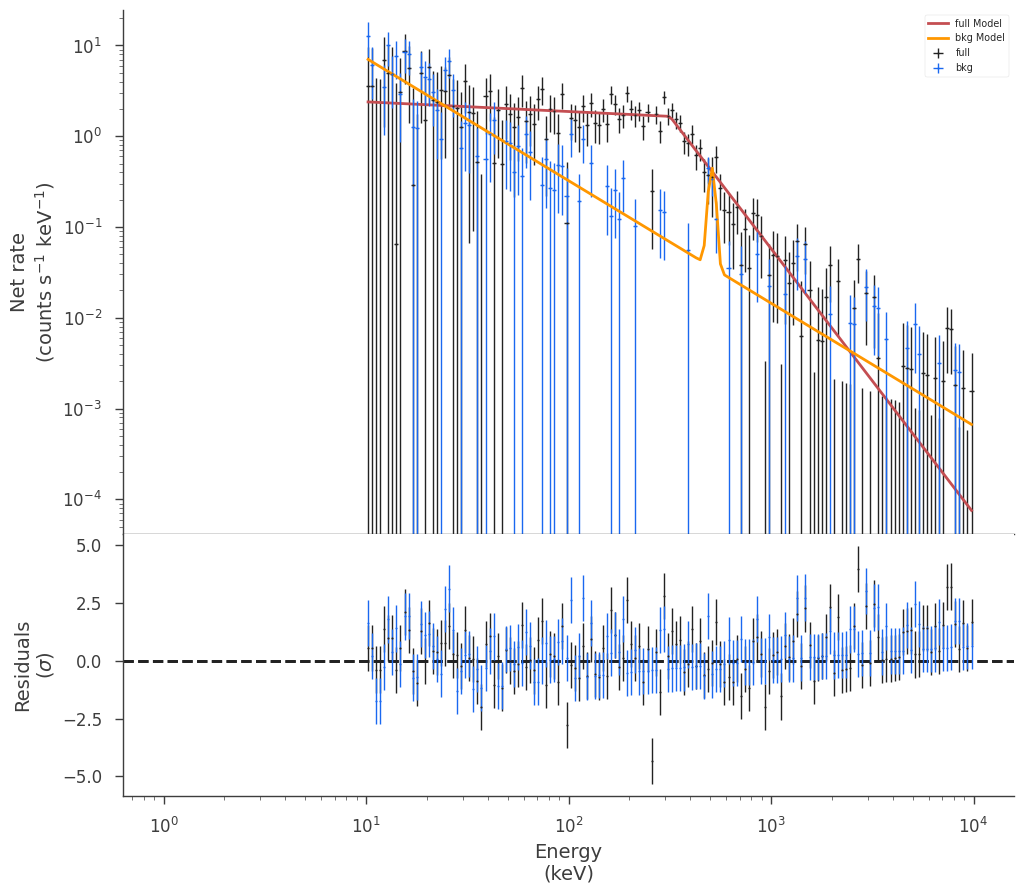 full Model
bkg Model
full
bkg
10¹
10⁰
10⁻¹
10⁻²
10⁻³
10⁻⁴
Net rate
(counts s⁻¹ keV⁻¹)
5.0
2.5
0.0
−2.5
−5.0
Residuals
(σ)
10⁰ 10¹ 10² 10³ 10⁴
Energy
(keV)